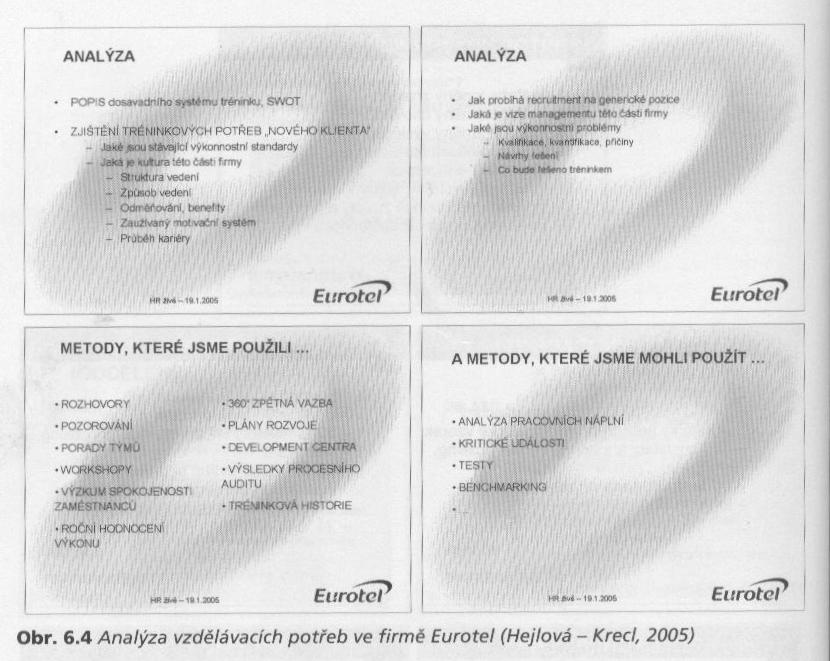 ANALÝZA
• POPIS dosavadního systému tréninku, SWOT
• ZJIŠTĚNÍ TRÉNINKOVÝCH POTŘEB „NOVÉHO KLIENTA"
– Jaké jsou stávající výkonnostní standardy
– Jaká je kultura této části firmy
– Struktura vedení
– Způsob vedení
– Odměňování, benefity
– Zaužívaný motivační systém
– Průběh kariéry
HR živě – 19.1.2005
Eurotel
ANALÝZA
• Jak probíhá recruitment na generické pozice
• Jaká je vize managementu této části firmy
• Jaké jsou výkonnostní problémy
– Kvalifikace, kvantifikace, příčiny
– Návrhy řešení
– Co bude řešeno tréninkem
HR živě – 19.1.2005
Eurotel
METODY, KTERÉ JSME POUŽILI ...
• ROZHOVORY
• POZOROVÁNÍ
• PORADY TÝMŮ
• WORKSHOPY
• VÝZKUM SPOKOJENOSTI
ZAMĚSTNANCŮ
• ROČNÍ HODNOCENÍ
VÝKONU
• 360° ZPĚTNÁ VAZBA
• PLÁNY ROZVOJE
• DEVELOPMENT CENTRA
• VÝSLEDKY PROCESNÍHO
AUDITU
• TRÉNINKOVÁ HISTORIE
HR živě – 19.1.2005
Eurotel
A METODY, KTERÉ JSME MOHLI POUŽÍT ...
• ANALÝZA PRACOVNÍCH NÁPLNÍ
• KRITICKÉ UDÁLOSTI
• TESTY
• BENCHMARKING
• ...
HR živě – 19.1.2005
Eurotel
Obr. 6.4 Analýza vzdělávacích potřeb ve firmě Eurotel (Hejlová – Krecl, 2005)